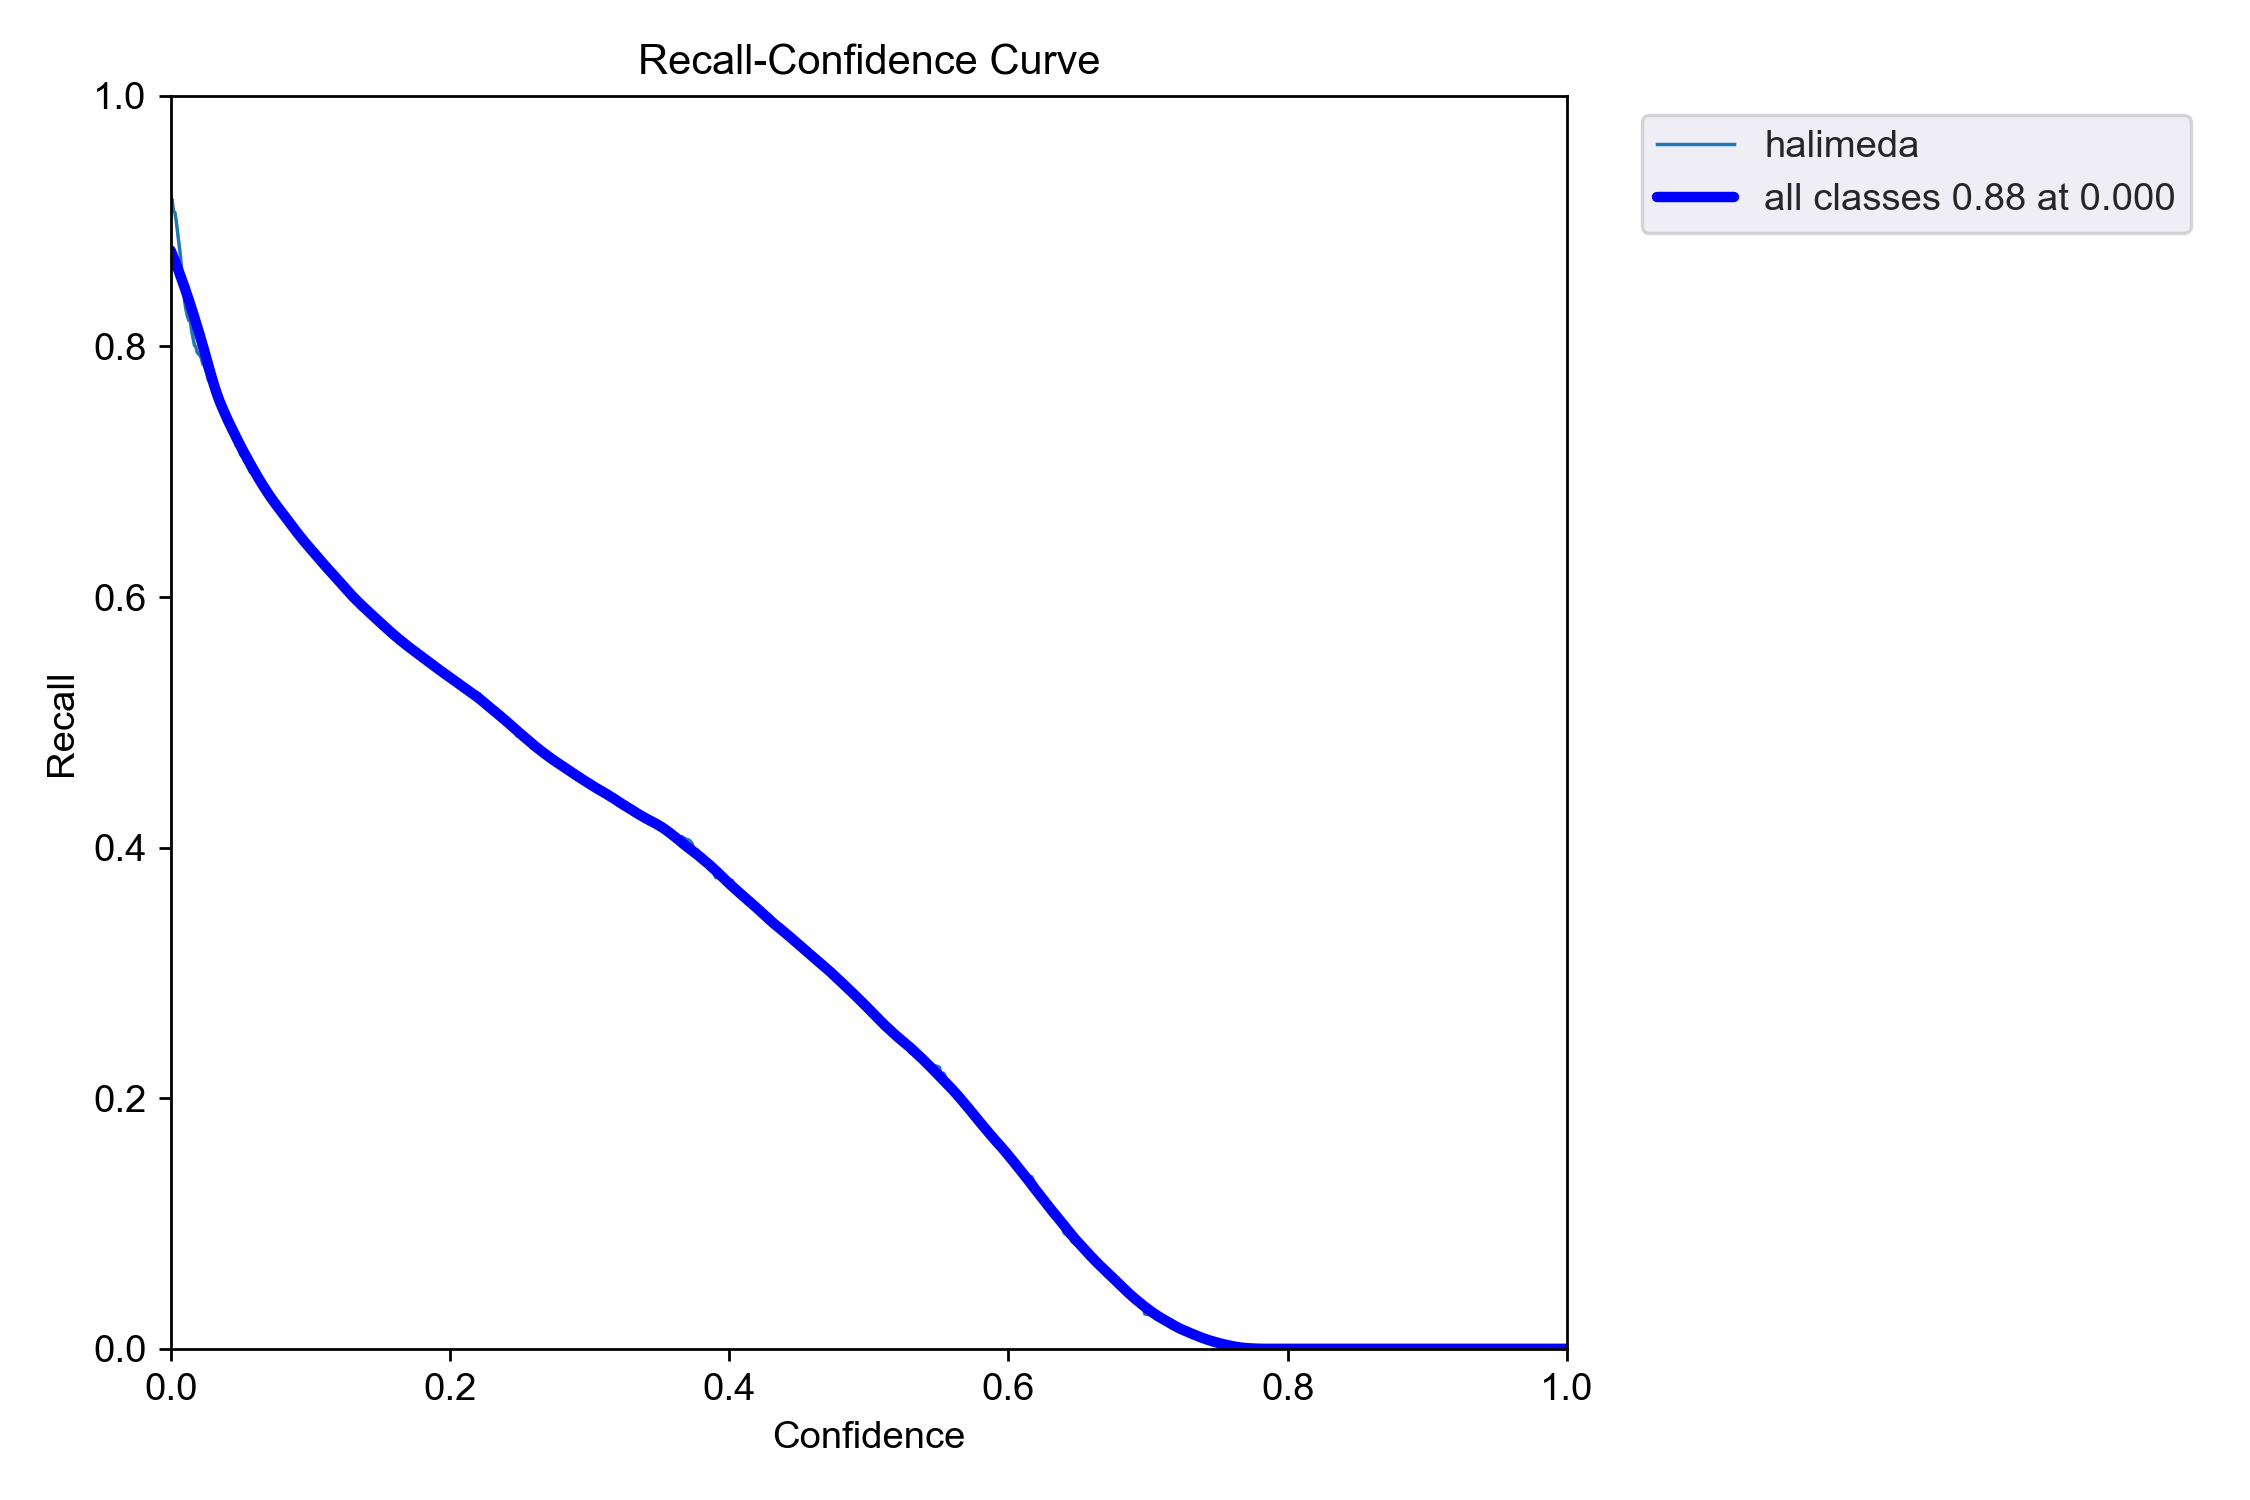 Recall-Confidence Curve
halimeda
all classes 0.88 at 0.000
1.0
0.8
0.6
0.4
0.2
0.0
Recall
0.0 0.2 0.4 0.6 0.8 1.0
Confidence